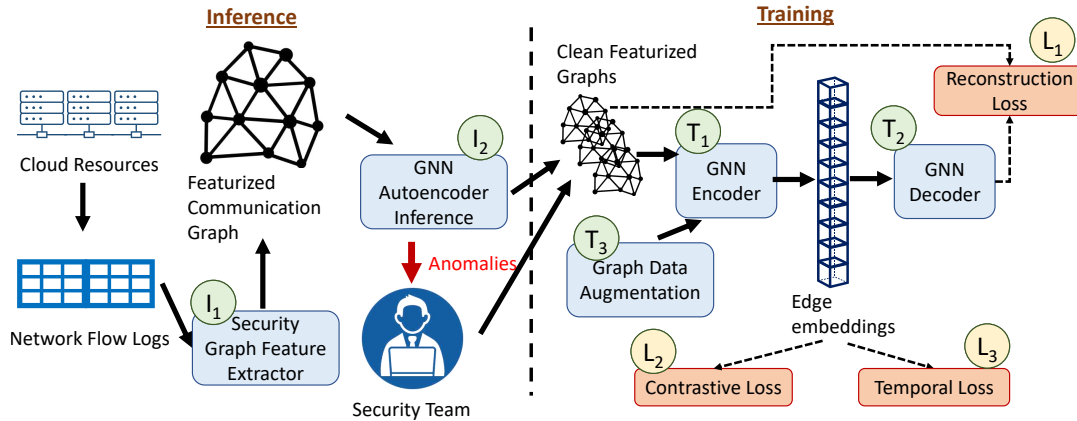 Inference
Cloud Resources
Network Flow Logs
Featurized
Communication
Graph
I1
Security
Graph Feature
Extractor
I2
GNN
Autoencoder
Inference
Anomalies
Security Team
Training
Clean Featurized
Graphs
T1
GNN
Encoder
T3
Graph Data
Augmentation
Edge
embeddings
T2
GNN
Decoder
L1
Reconstruction
Loss
L2
Contrastive Loss
L3
Temporal Loss